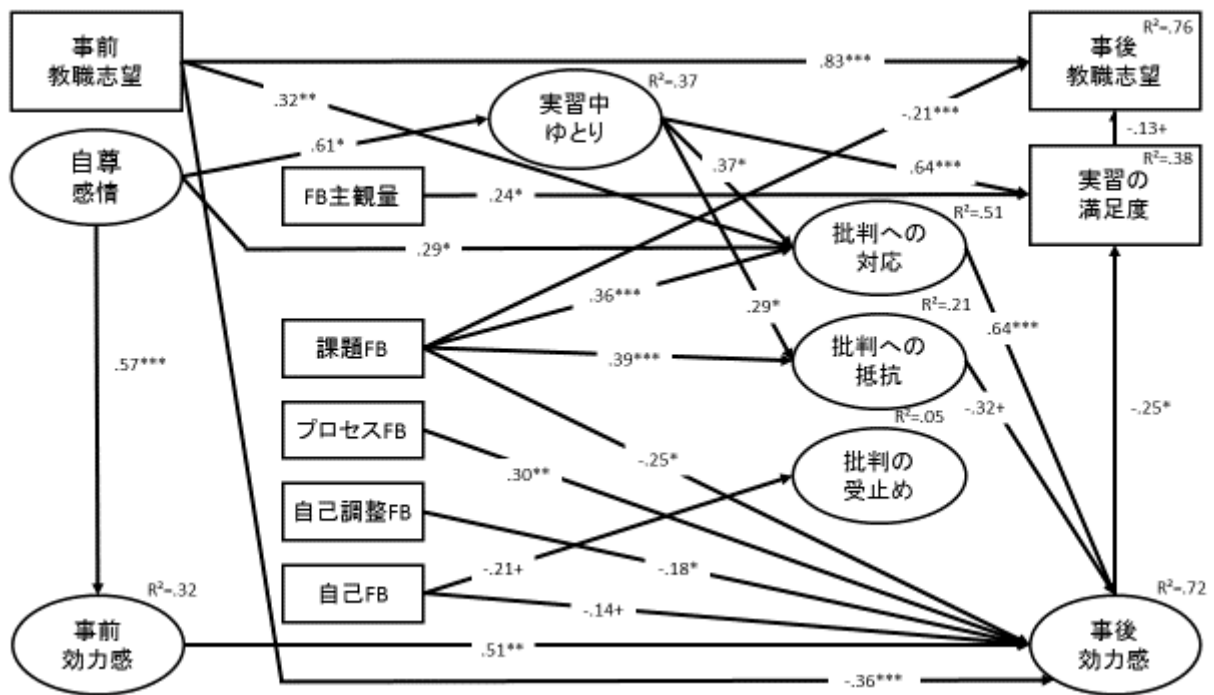 事前
教職志望
R²=.76
事後
教職志望
.83***
R²=.37
実習中
ゆとり
.32**
-.21***
-.13+
自尊
感情
.61*
.37*
.64***
R²=.38
実習の
満足度
FB主観量
.24*
R²=.51
批判への
対応
.29*
.36***
.29*
R²=.21
.64***
課題FB
.39***
批判への
抵抗
.57***
-.32+
-.25*
R²=.05
プロセスFB
.30**
-.25*
批判の
受止め
自己調整FB
-.21+
-.18*
自己FB
-.14+
R²=.32
事前
効力感
.51**
R²=.72
事後
効力感
-.36***